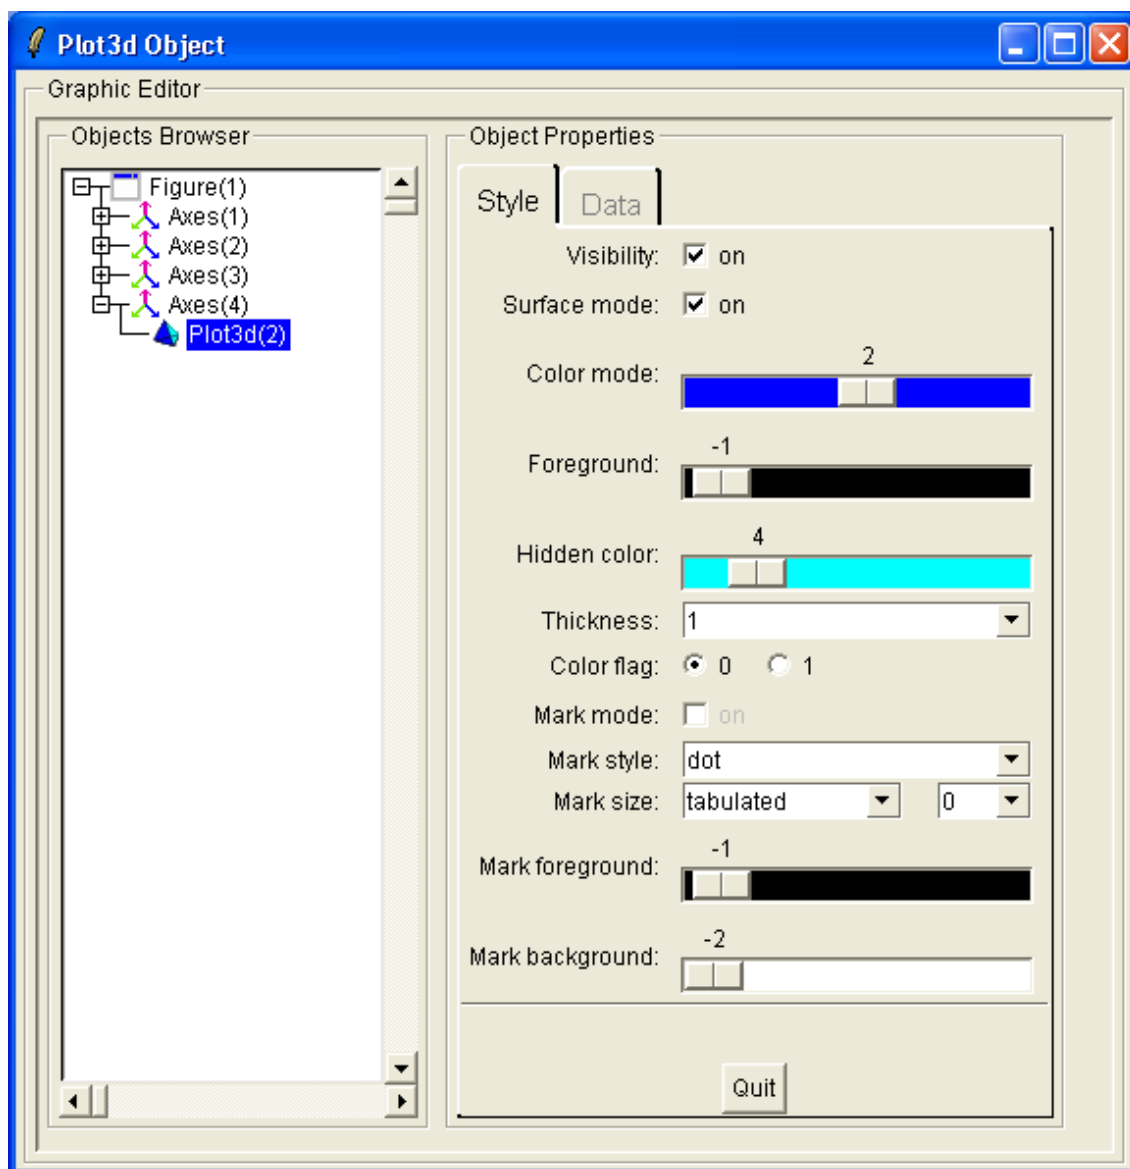 Plot3d Object
Graphic Editor
Objects Browser
Figure(1)
Axes(1)
Axes(2)
Axes(3)
Axes(4)
Plot3d(2)
Object Properties
Style Data
Visibility: on
Surface mode: on
2
Color mode:
-1
Foreground:
4
Hidden color:
Thickness: 1
Color flag: 0 1
Mark mode: on
Mark style: dot
Mark size: tabulated 0
-1
Mark foreground:
-2
Mark background:
Quit